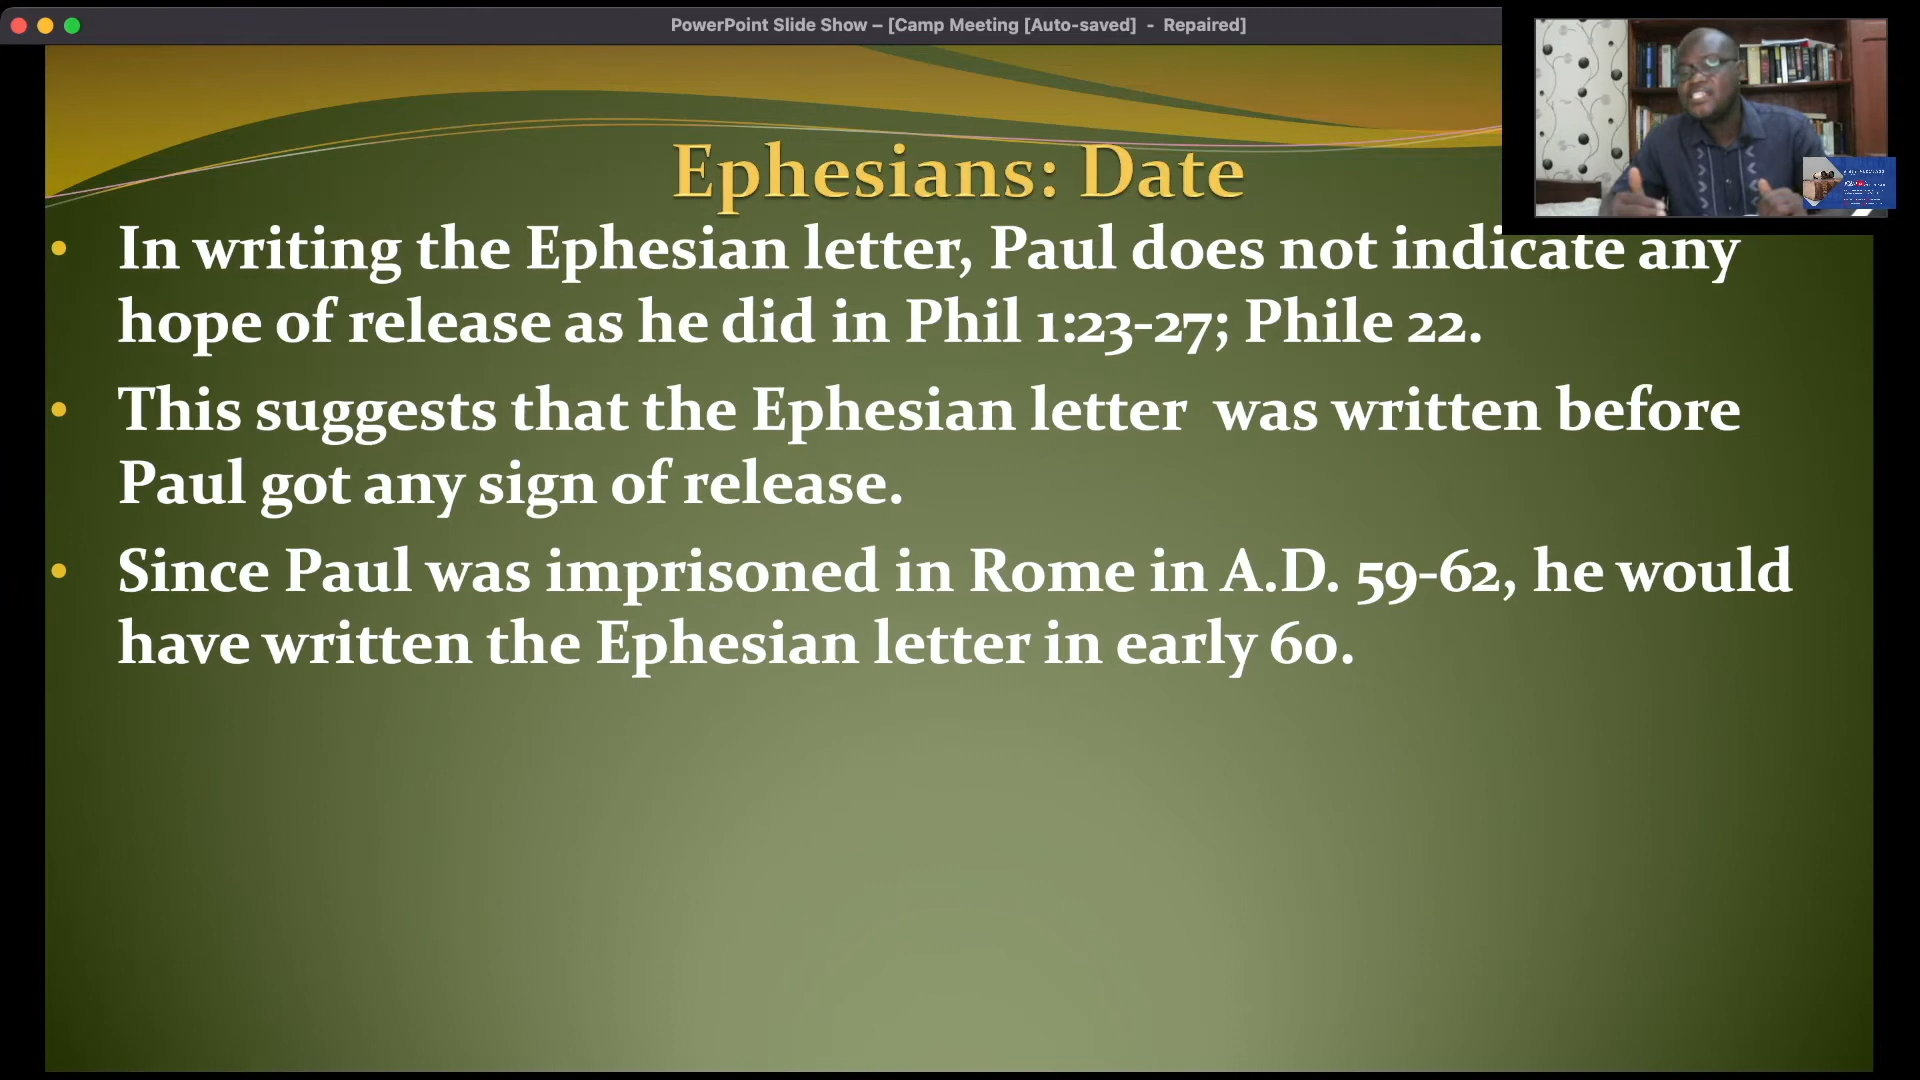 PowerPoint Slide Show – [Camp Meeting [Auto-saved]  -  Repaired]
Ephesians: Date
• In writing the Ephesian letter, Paul does not indicate any
hope of release as he did in Phil 1:23-27; Phile 22.
• This suggests that the Ephesian letter  was written before
Paul got any sign of release.
• Since Paul was imprisoned in Rome in A.D. 59-62, he would
have written the Ephesian letter in early 60.